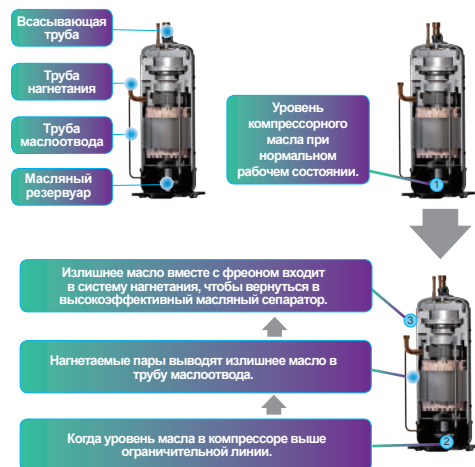 Всасывающая
труба
Труба
нагнетания
Труба
маслоотвода
Масляный
резервуар
Уровень
компрессорного
масла при
нормальном
рабочем состоянии.
1
Излишнее масло вместе с фреоном входит
в систему нагнетания, чтобы вернуться в
высокоэффективный масляный сепаратор.
3
Нагнетаемые пары выводят излишнее масло в
трубу маслоотвода.
Когда уровень масла в компрессоре выше
ограничительной линии.
2